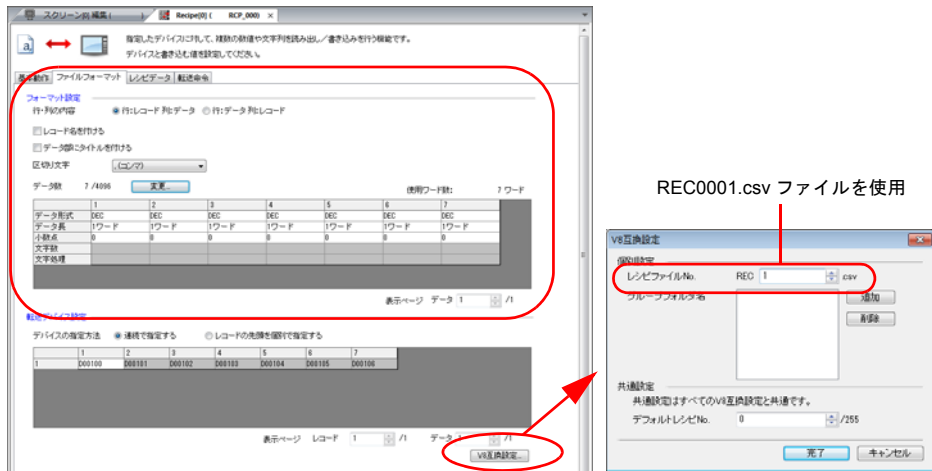 スクリーン[0] 編集 (          )
Recipe[0] (    RCP_000)  ×
a
指定したデバイスに対して、複数の数値や文字列を読み出し／書き込みを行う機能です。
デバイスと書き込む値を設定してください。
基本動作  ファイルフォーマット  レシピデータ  転送命令
フォーマット設定
行・列の内容  行:レコード 列:データ  行:データ 列:レコード
レコード名を付ける
データ部にタイトルを付ける
区切り文字  , (コンマ)
データ数  7 /4096  変更...  使用ワード数:  7 ワード
1  2  3  4  5  6  7
データ形式  DEC  DEC  DEC  DEC  DEC  DEC  DEC
データ長  1ワード  1ワード  1ワード  1ワード  1ワード  1ワード  1ワード
小数点  0  0  0  0  0  0  0
文字数
文字処理
表示ページ  データ  1  /1
転送デバイス設定
デバイスの指定方法  連続で指定する  レコードの先頭を個別で指定する
1  2  3  4  5  6  7
1  D00100  D00101  D00102  D00103  D00104  D00105  D00106
表示ページ  レコード  1  /1  データ  1  /1
V8互換設定...
REC0001.csv ファイルを使用
V8互換設定
個別設定
レシピファイルNo.  REC  1  .csv
グループフォルダ名  追加
削除
共通設定
共通設定はすべてのV8互換設定と共通です。
デフォルトレシピNo.  0  /255
完了  キャンセル